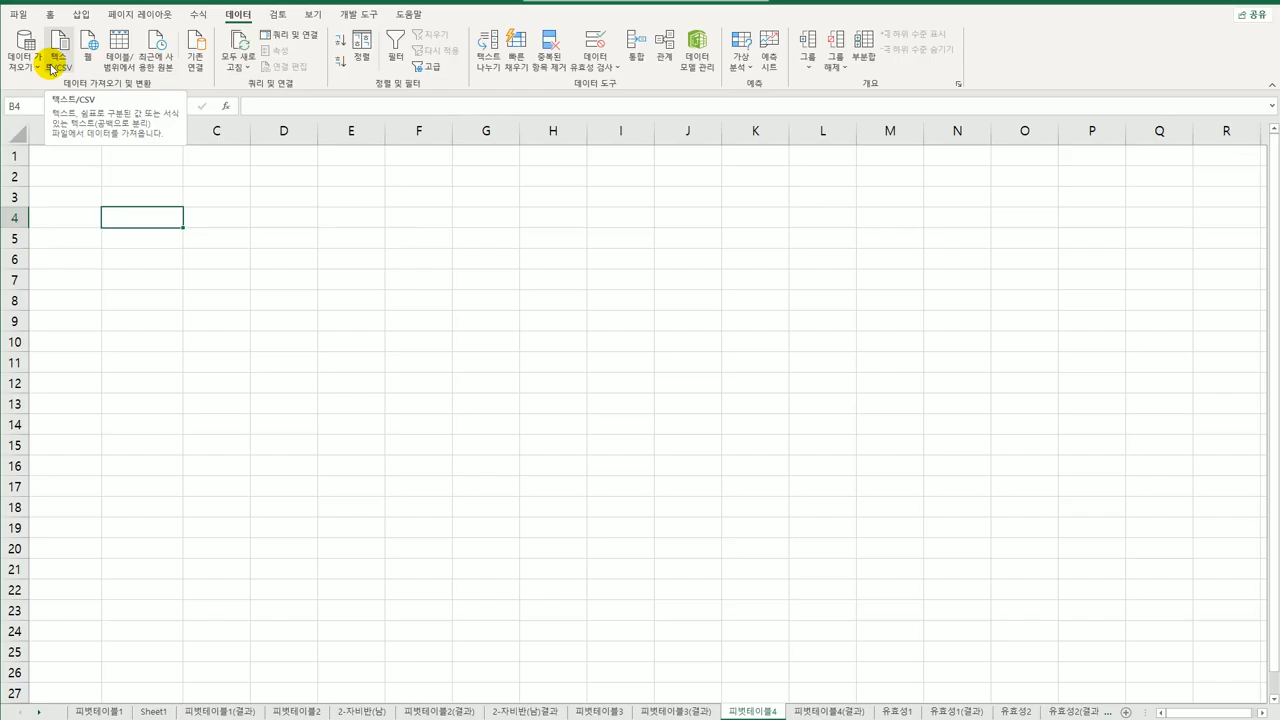 파일 홈 삽입 페이지 레이아웃 수식 데이터 검토 보기 개발 도구 도움말 공유
데이터 가져오기
텍스트/CSV
웹
테이블/범위에서
최근에 사용한 원본
기존 연결
데이터 가져오기 및 변환
모두 새로 고침
쿼리 및 연결
속성
연결 편집
쿼리 및 연결
정렬
필터
지우기
다시 적용
고급
정렬 및 필터
텍스트 나누기
빠른 채우기
중복된 항목 제거
데이터 유효성 검사
통합
관계
데이터 모델 관리
데이터 도구
가상 분석
예측 시트
예측
그룹
그룹 해제
부분합
하위 수준 표시
하위 수준 숨기기
개요
B4 fx
텍스트/CSV
텍스트, 쉼표로 구분된 값 또는 서식
있는 텍스트(공백으로 분리)
파일에서 데이터를 가져옵니다.
C D E F G H I J K L M N O P Q R
1
2
3
4
5
6
7
8
9
10
11
12
13
14
15
16
17
18
19
20
21
22
23
24
25
26
27
피벗테이블1 Sheet1 피벗테이블1(결과) 피벗테이블2 2-자비반(남) 피벗테이블2(결과) 2-자비반(남)결과 피벗테이블3 피벗테이블3(결과) 피벗테이블4 피벗테이블4(결과) 유효성1 유효성1(결과) 유효성2 유효성2(결과 ...